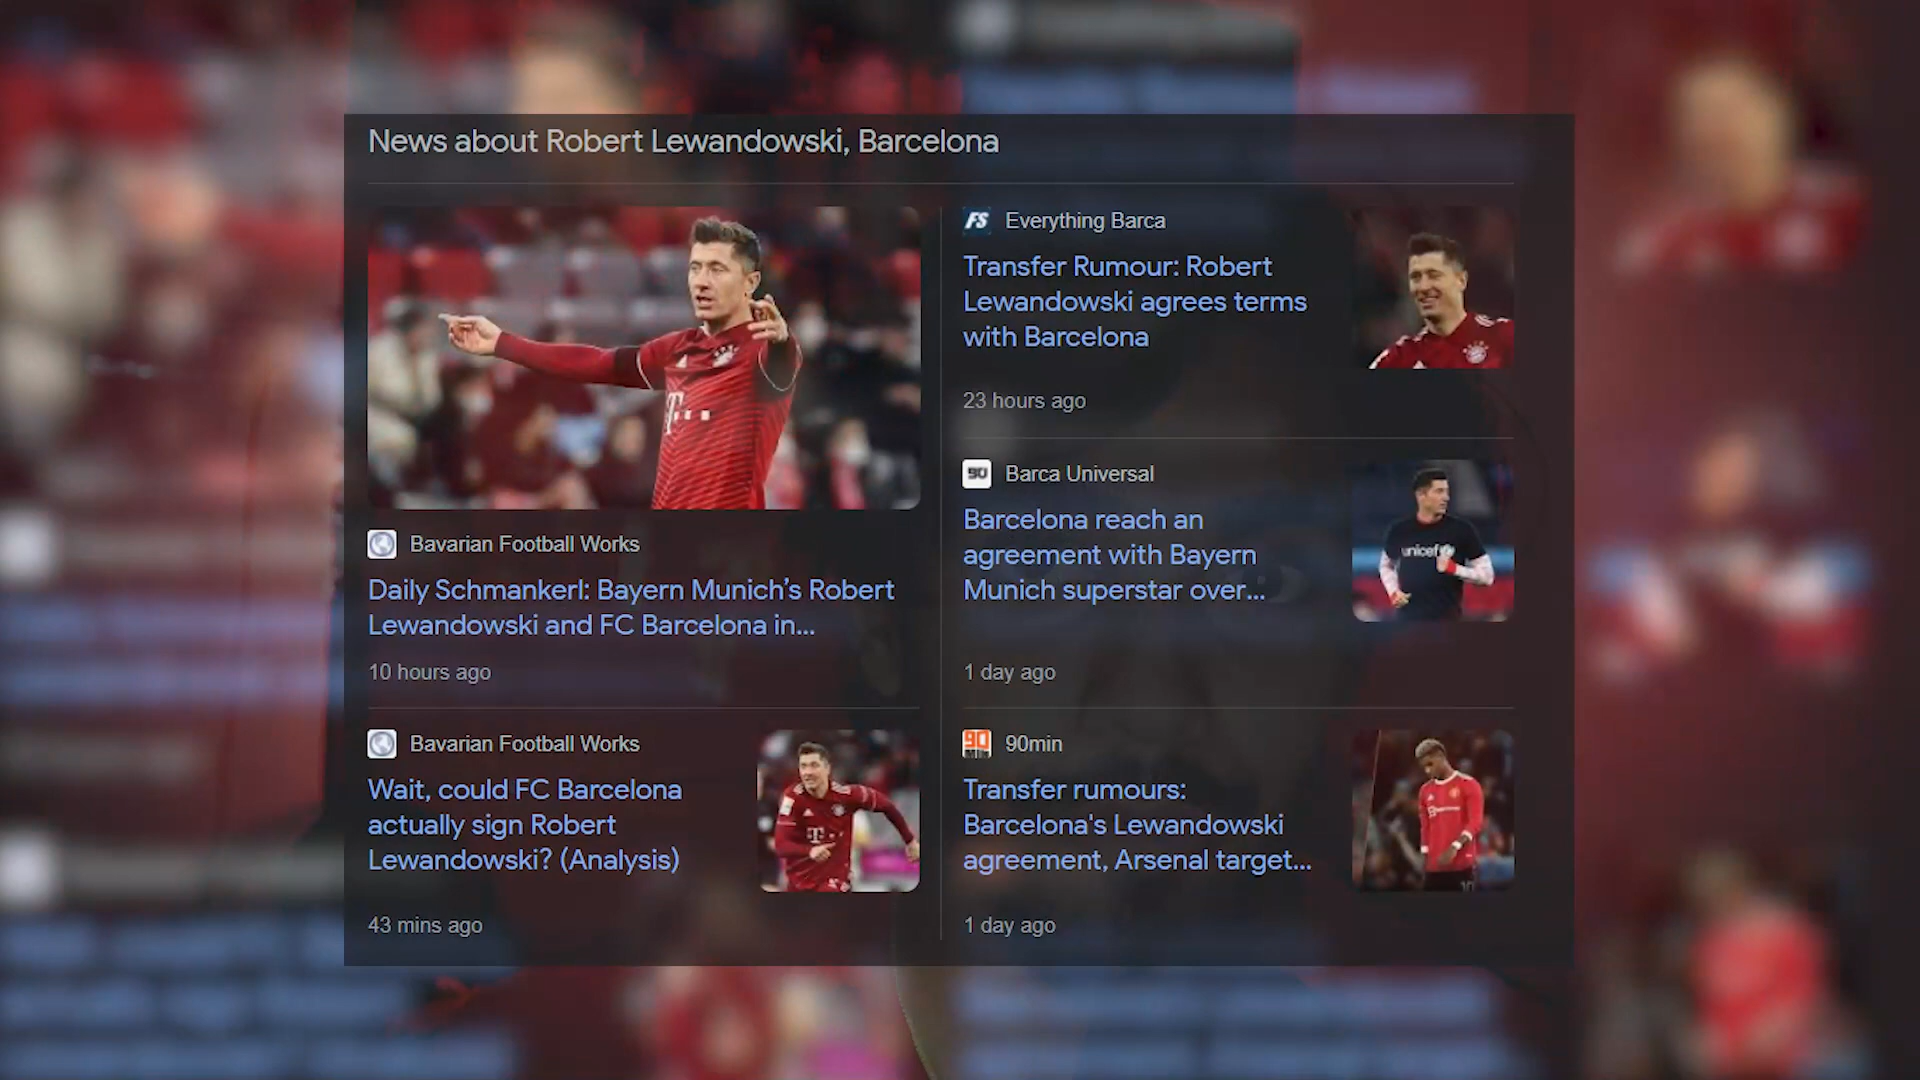 News about Robert Lewandowski, Barcelona
Bavarian Football Works
Daily Schmankerl: Bayern Munich’s Robert
Lewandowski and FC Barcelona in...
10 hours ago
Bavarian Football Works
Wait, could FC Barcelona
actually sign Robert
Lewandowski? (Analysis)
43 mins ago
FS Everything Barca
Transfer Rumour: Robert
Lewandowski agrees terms
with Barcelona
23 hours ago
90 Barca Universal
Barcelona reach an
agreement with Bayern
Munich superstar over...
unicef
1 day ago
90min
Transfer rumours:
Barcelona's Lewandowski
agreement, Arsenal target...
1 day ago